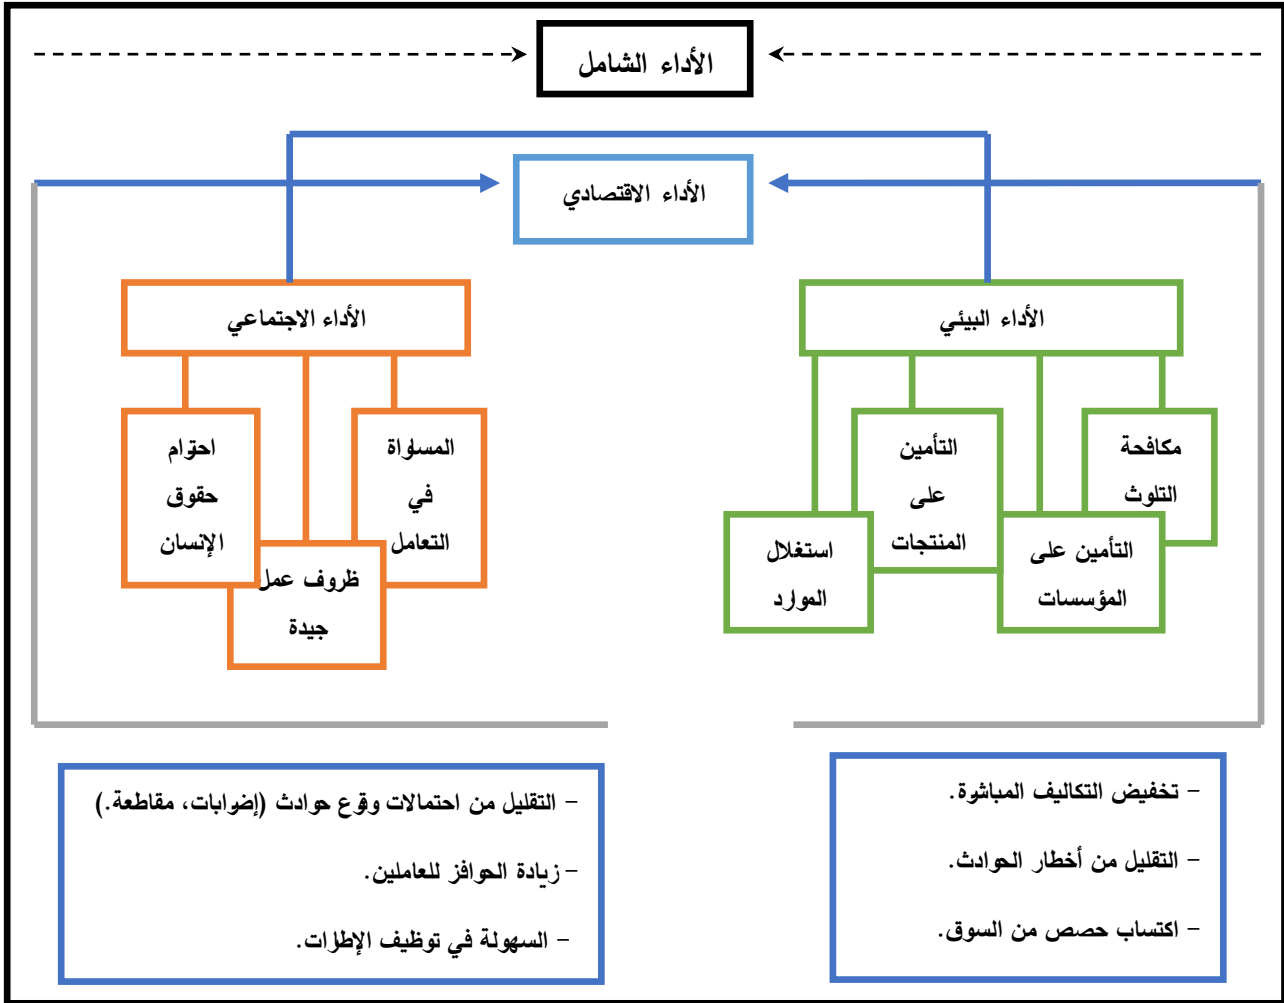 الأداء الشامل
الأداء الاقتصادي
الأداء البيئي
الأداء الاجتماعي
مكافحة
التلوث
التأمين على
المؤسسات
التأمين
على
المنتجات
استغلال
الموارد
المساواة
في
التعامل
ظروف عمل
جيدة
احترام
حقوق
الإنسان
– تخفيض التكاليف المباشرة.
– التقليل من أخطار الحوادث.
– اكتساب حصص من السوق.
– التقليل من احتمالات وقوع حوادث (إضرابات، مقاطعة.)
– زيادة الحوافز للعاملين.
– السهولة في توظيف الإطارات.